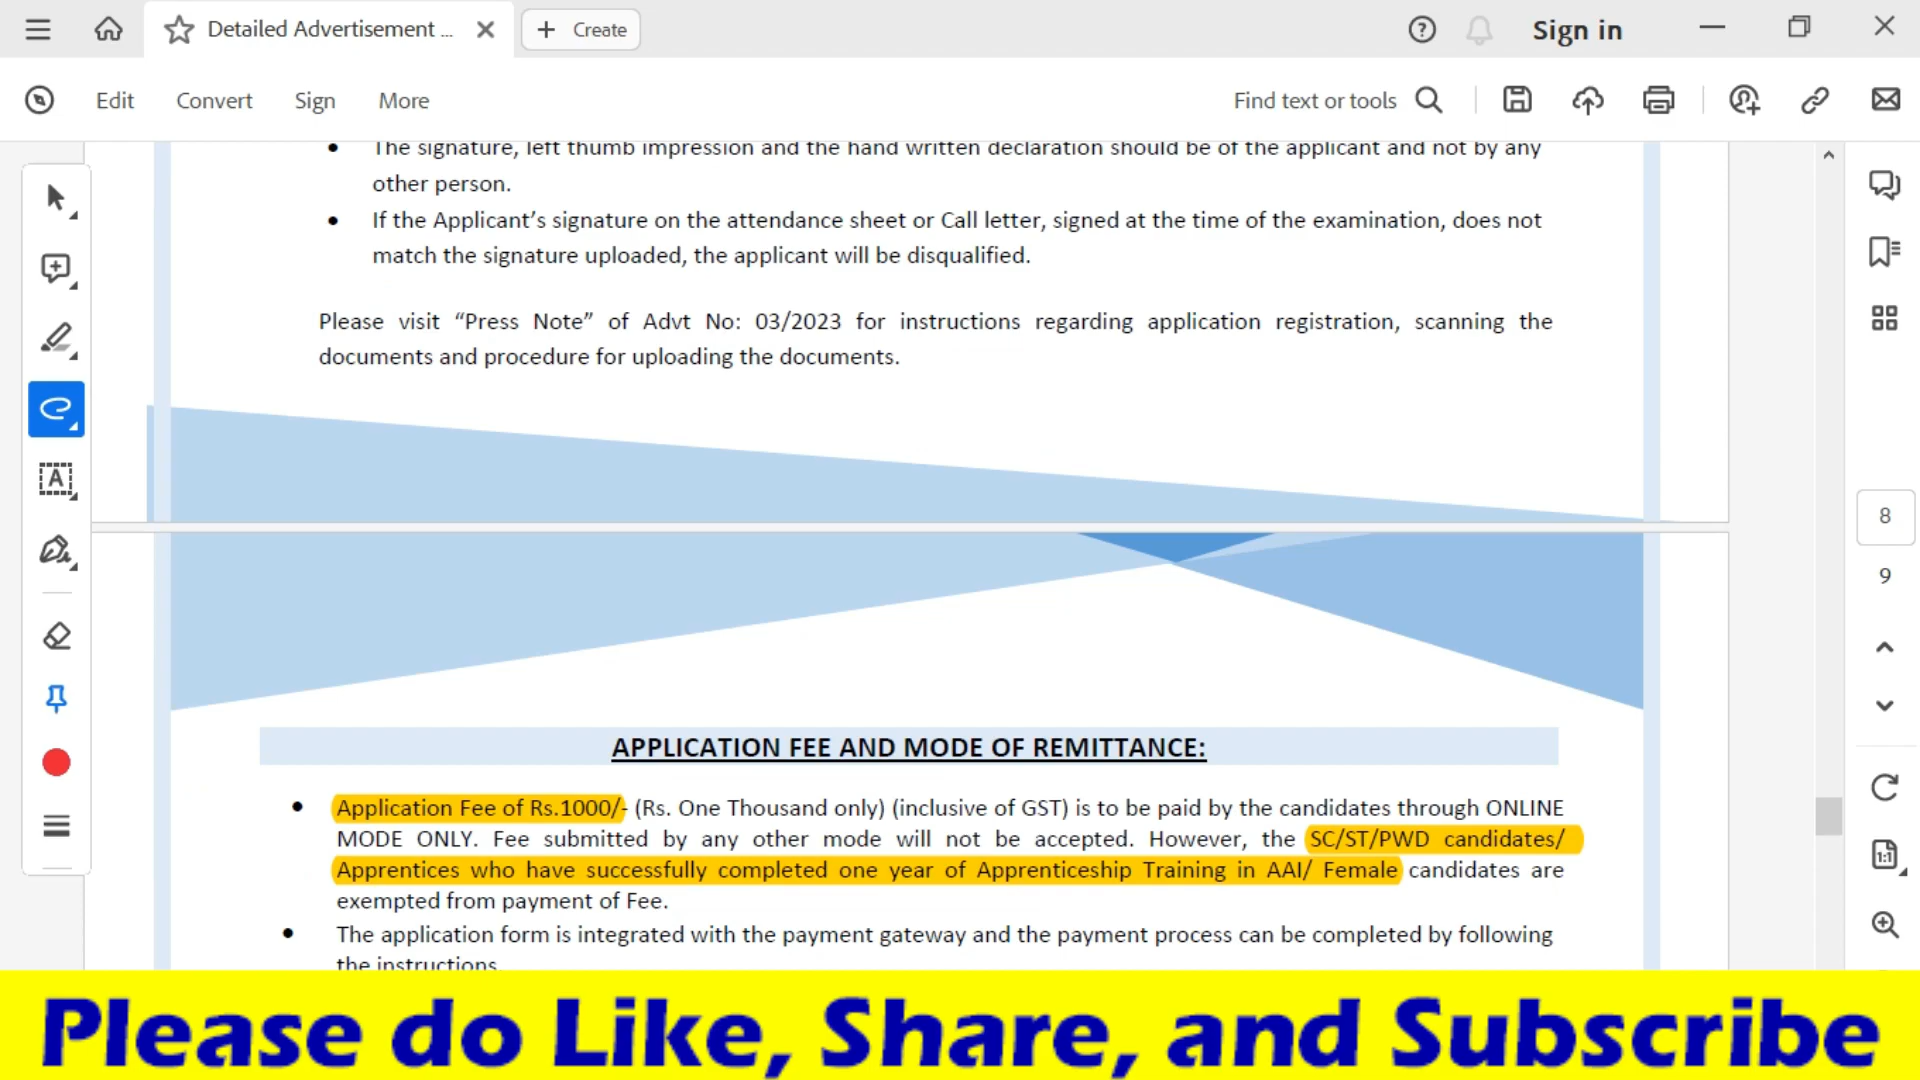 Detailed Advertisement ...
Create
Sign in
Edit
Convert
Sign
More
Find text or tools
The signature, left thumb impression and the hand written declaration should be of the applicant and not by any
other person.
If the Applicant’s signature on the attendance sheet or Call letter, signed at the time of the examination, does not
match the signature uploaded, the applicant will be disqualified.
Please visit “Press Note” of Advt No: 03/2023 for instructions regarding application registration, scanning the
documents and procedure for uploading the documents.
8
9
APPLICATION FEE AND MODE OF REMITTANCE:
Application Fee of Rs.1000/- (Rs. One Thousand only) (inclusive of GST) is to be paid by the candidates through ONLINE
MODE ONLY. Fee submitted by any other mode will not be accepted. However, the SC/ST/PWD candidates/
Apprentices who have successfully completed one year of Apprenticeship Training in AAI/ Female candidates are
exempted from payment of Fee.
The application form is integrated with the payment gateway and the payment process can be completed by following
the instructions
Please do Like, Share, and Subscribe